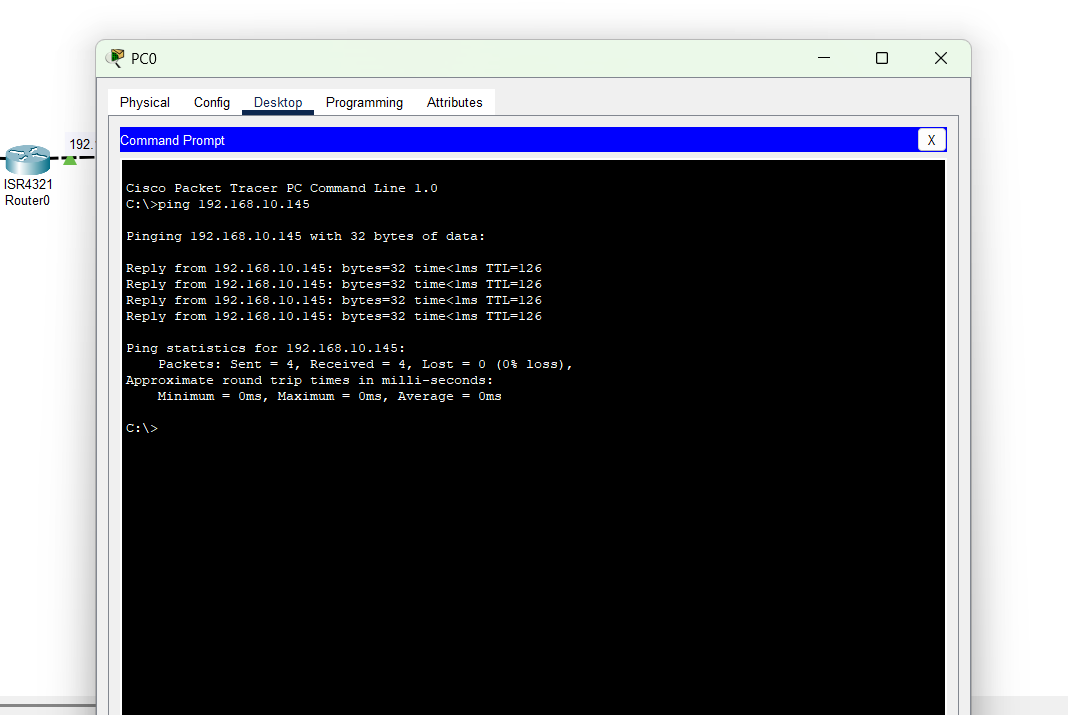 PC0
Physical Config Desktop Programming Attributes
Command Prompt
X
192.
ISR4321
Router0
Cisco Packet Tracer PC Command Line 1.0
C:\>ping 192.168.10.145
Pinging 192.168.10.145 with 32 bytes of data:
Reply from 192.168.10.145: bytes=32 time<1ms TTL=126
Reply from 192.168.10.145: bytes=32 time<1ms TTL=126
Reply from 192.168.10.145: bytes=32 time<1ms TTL=126
Reply from 192.168.10.145: bytes=32 time<1ms TTL=126
Ping statistics for 192.168.10.145:
Packets: Sent = 4, Received = 4, Lost = 0 (0% loss),
Approximate round trip times in milli-seconds:
Minimum = 0ms, Maximum = 0ms, Average = 0ms
C:\>